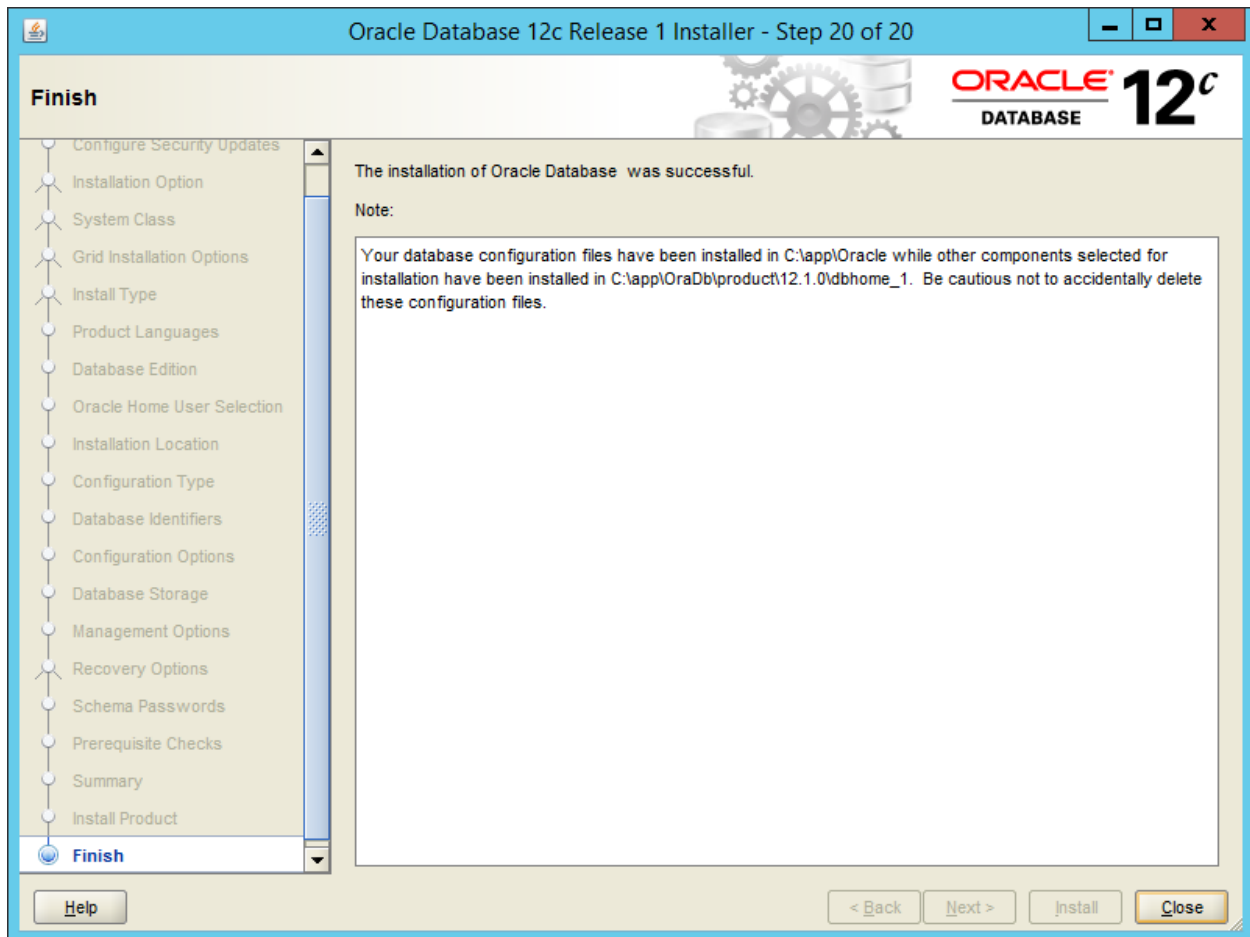 Oracle Database 12c Release 1 Installer - Step 20 of 20
Finish
ORACLE
DATABASE
12c
Configure Security Updates
Installation Option
System Class
Grid Installation Options
Install Type
Product Languages
Database Edition
Oracle Home User Selection
Installation Location
Configuration Type
Database Identifiers
Configuration Options
Database Storage
Management Options
Recovery Options
Schema Passwords
Prerequisite Checks
Summary
Install Product
Finish
The installation of Oracle Database  was successful.
Note:
Your database configuration files have been installed in C:\app\Oracle while other components selected for
installation have been installed in C:\app\OraDb\product\12.1.0\dbhome_1.  Be cautious not to accidentally delete
these configuration files.
Help
< Back
Next >
Install
Close